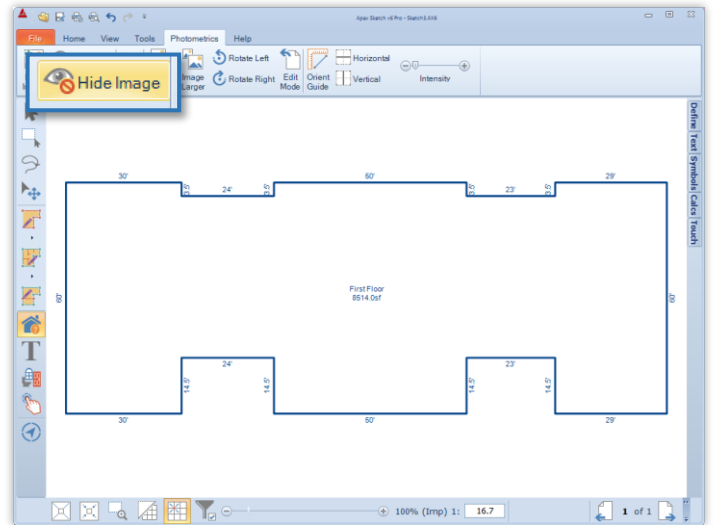 Apex Sketch v6 Pro - Sketch3.AX6
File Home View Tools Photometrics Help
Hide Image
Image Larger
Rotate Left
Rotate Right
Edit Mode
Orient Guide
Horizontal
Vertical
Intensity
Define Text Symbols Calcs Touch
30' 3.5' 24' 3.5' 60' 3.5' 23' 3.5' 29'
60'
First Floor
8514.0sf
60'
24' 23'
14.5' 14.5' 14.5' 14.5'
30' 60' 29'
T
100% (Imp) 1: 16.7
1 of 1